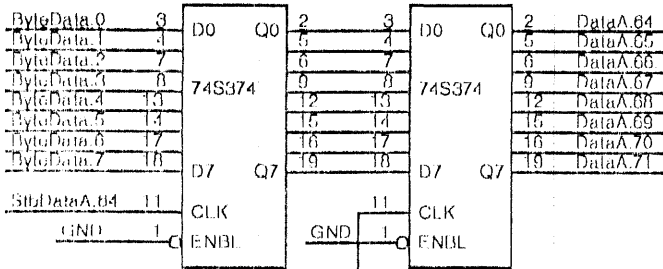 ByteData.0 3 D0 Q0 2 3 D0 Q0 2 DataA.64
ByteData.1 4 5 4 5 DataA.65
ByteData.2 7 6 7 6 DataA.66
ByteData.3 8 74S374 9 8 74S374 9 DataA.67
ByteData.4 13 12 13 12 DataA.68
ByteData.5 14 15 14 15 DataA.69
ByteData.6 17 16 17 16 DataA.70
ByteData.7 18 D7 Q7 19 18 D7 Q7 19 DataA.71
StbDataA.64 11 CLK 11 CLK
GND 1 ENBL GND 1 ENBL